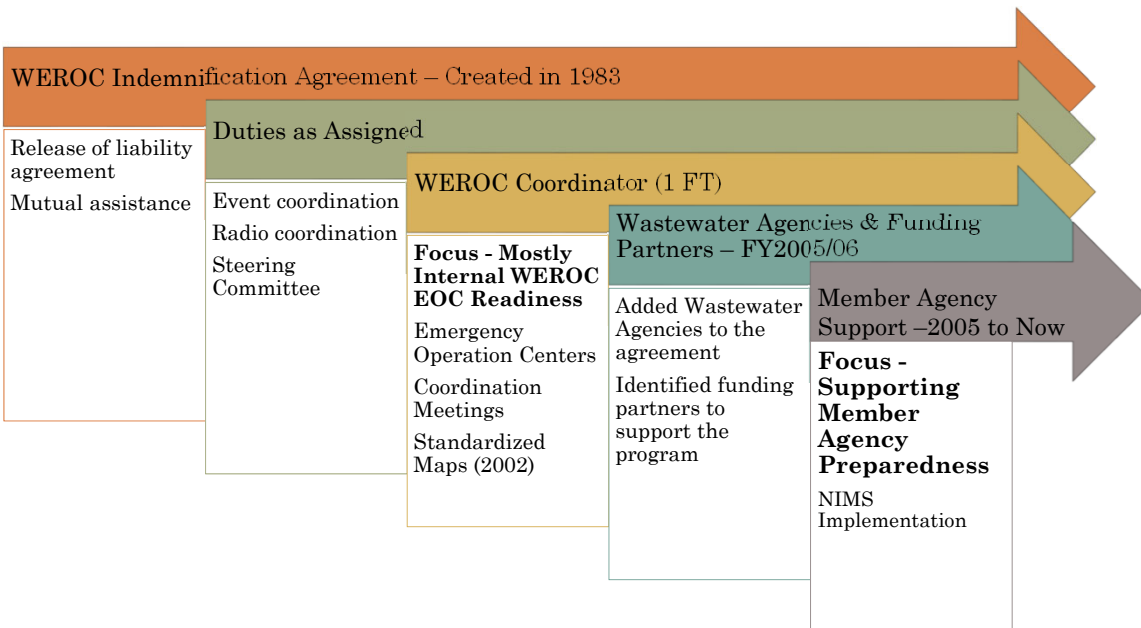 WEROC Indemnification Agreement – Created in 1983
Release of liability
agreement
Mutual assistance
Duties as Assigned
Event coordination
Radio coordination
Steering
Committee
WEROC Coordinator (1 FT)
Focus - Mostly
Internal WEROC
EOC Readiness
Emergency
Operation Centers
Coordination
Meetings
Standardized
Maps (2002)
Wastewater Agencies & Funding
Partners – FY2005/06
Added Wastewater
Agencies to the
agreement
Identified funding
partners to
support the
program
Member Agency
Support –2005 to Now
Focus -
Supporting
Member
Agency
Preparedness
NIMS
Implementation